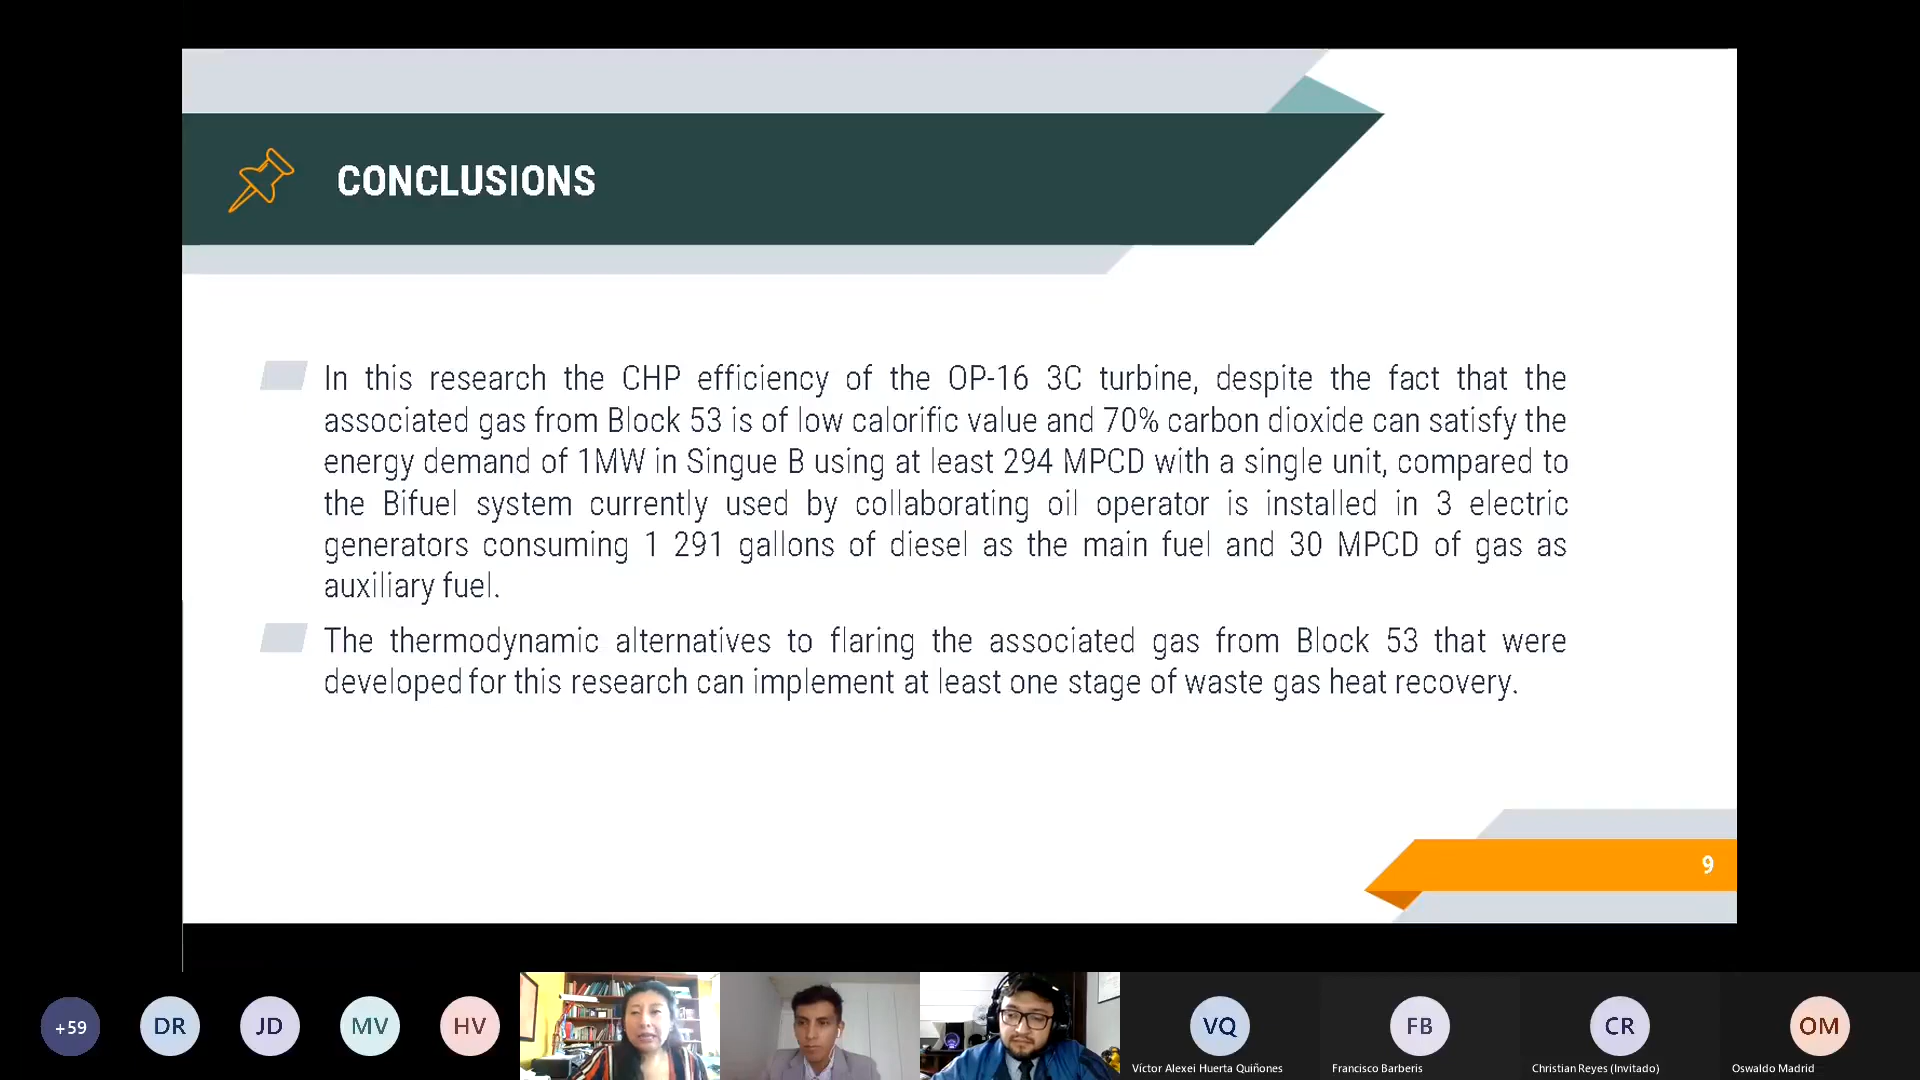 CONCLUSIONS
In this research the CHP efficiency of the OP-16 3C turbine, despite the fact that the
associated gas from Block 53 is of low calorific value and 70% carbon dioxide can satisfy the
energy demand of 1MW in Singue B using at least 294 MPCD with a single unit, compared to
the Bifuel system currently used by collaborating oil operator is installed in 3 electric
generators consuming 1 291 gallons of diesel as the main fuel and 30 MPCD of gas as
auxiliary fuel.
The thermodynamic alternatives to flaring the associated gas from Block 53 that were
developed for this research can implement at least one stage of waste gas heat recovery.
9
+59
DR
JD
MV
HV
VQ
FB
CR
OM
Víctor Alexei Huerta Quiñones
Francisco Barberis
Christian Reyes (Invitado)
Oswaldo Madrid